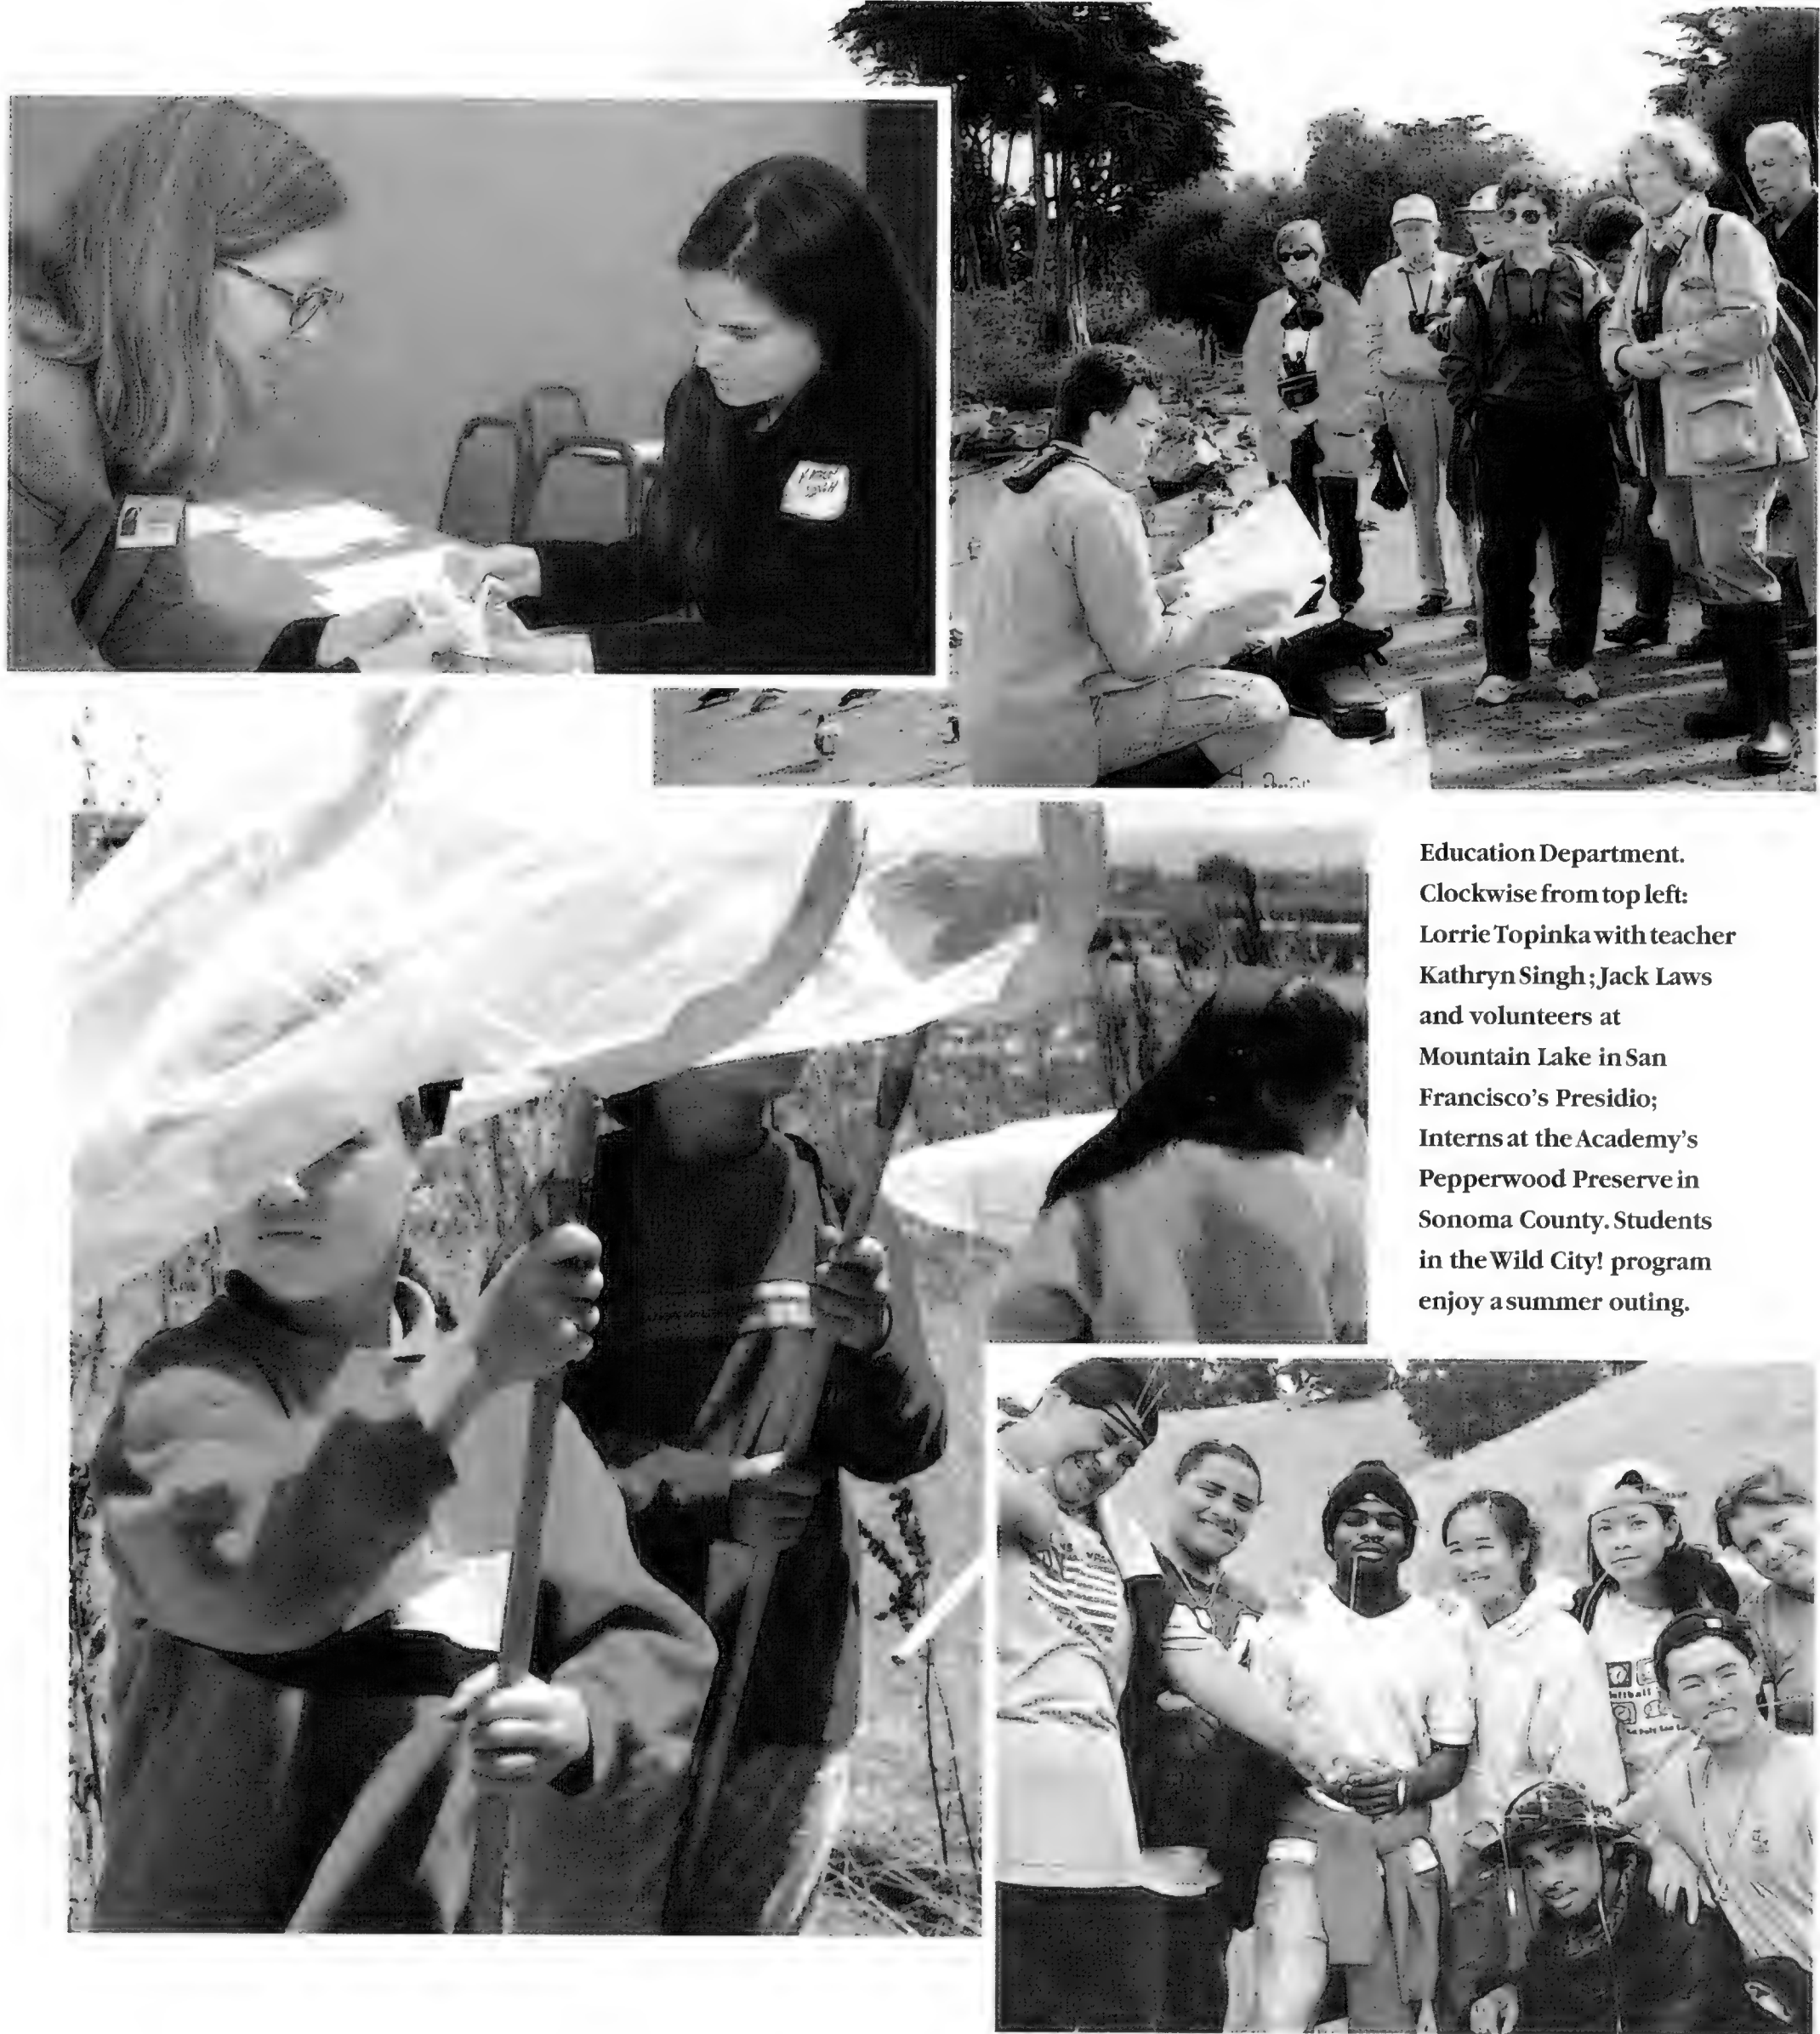 Education Department.
Clockwise from top left:
Lorrie Topinka with teacher
Kathryn Singh; Jack Laws
and volunteers at
Mountain Lake in San
Francisco's Presidio;
Interns at the Academy's
Pepperwood Preserve in
Sonoma County. Students
in the Wild City! program
enjoy a summer outing.